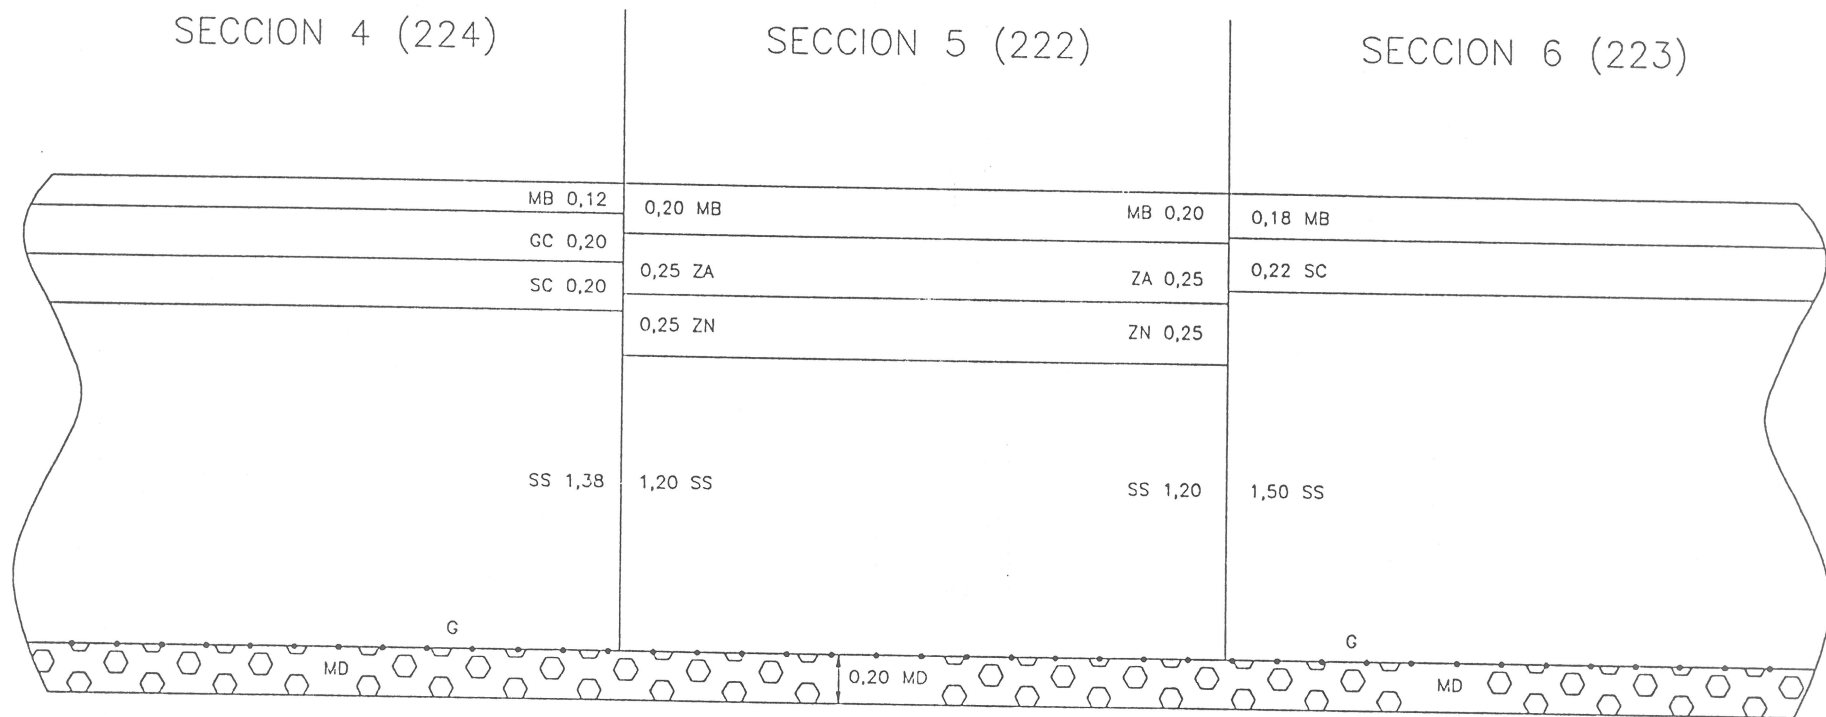 SECCION 4 (224)
SECCION 5 (222)
SECCION 6 (223)
MB 0,12
0,20 MB
MB 0,20
0,18 MB
GC 0,20
0,25 ZA
ZA 0,25
0,22 SC
SC 0,20
0,25 ZN
ZN 0,25
SS 1,38
1,20 SS
SS 1,20
1,50 SS
G
G
MD
0,20 MD
MD